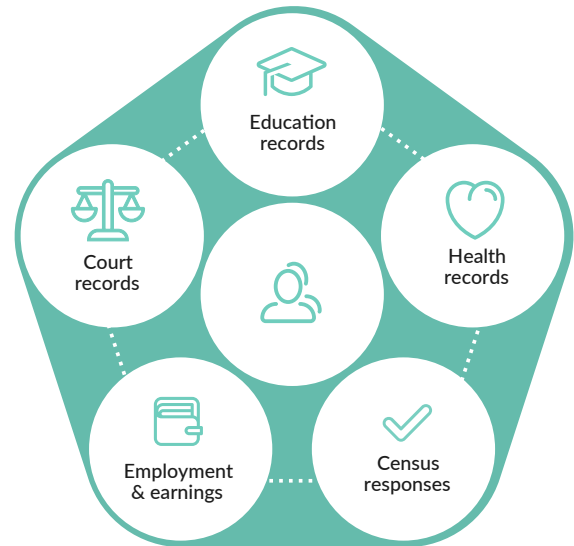 Education
records
Court
records
Health
records
Employment
& earnings
Census
responses